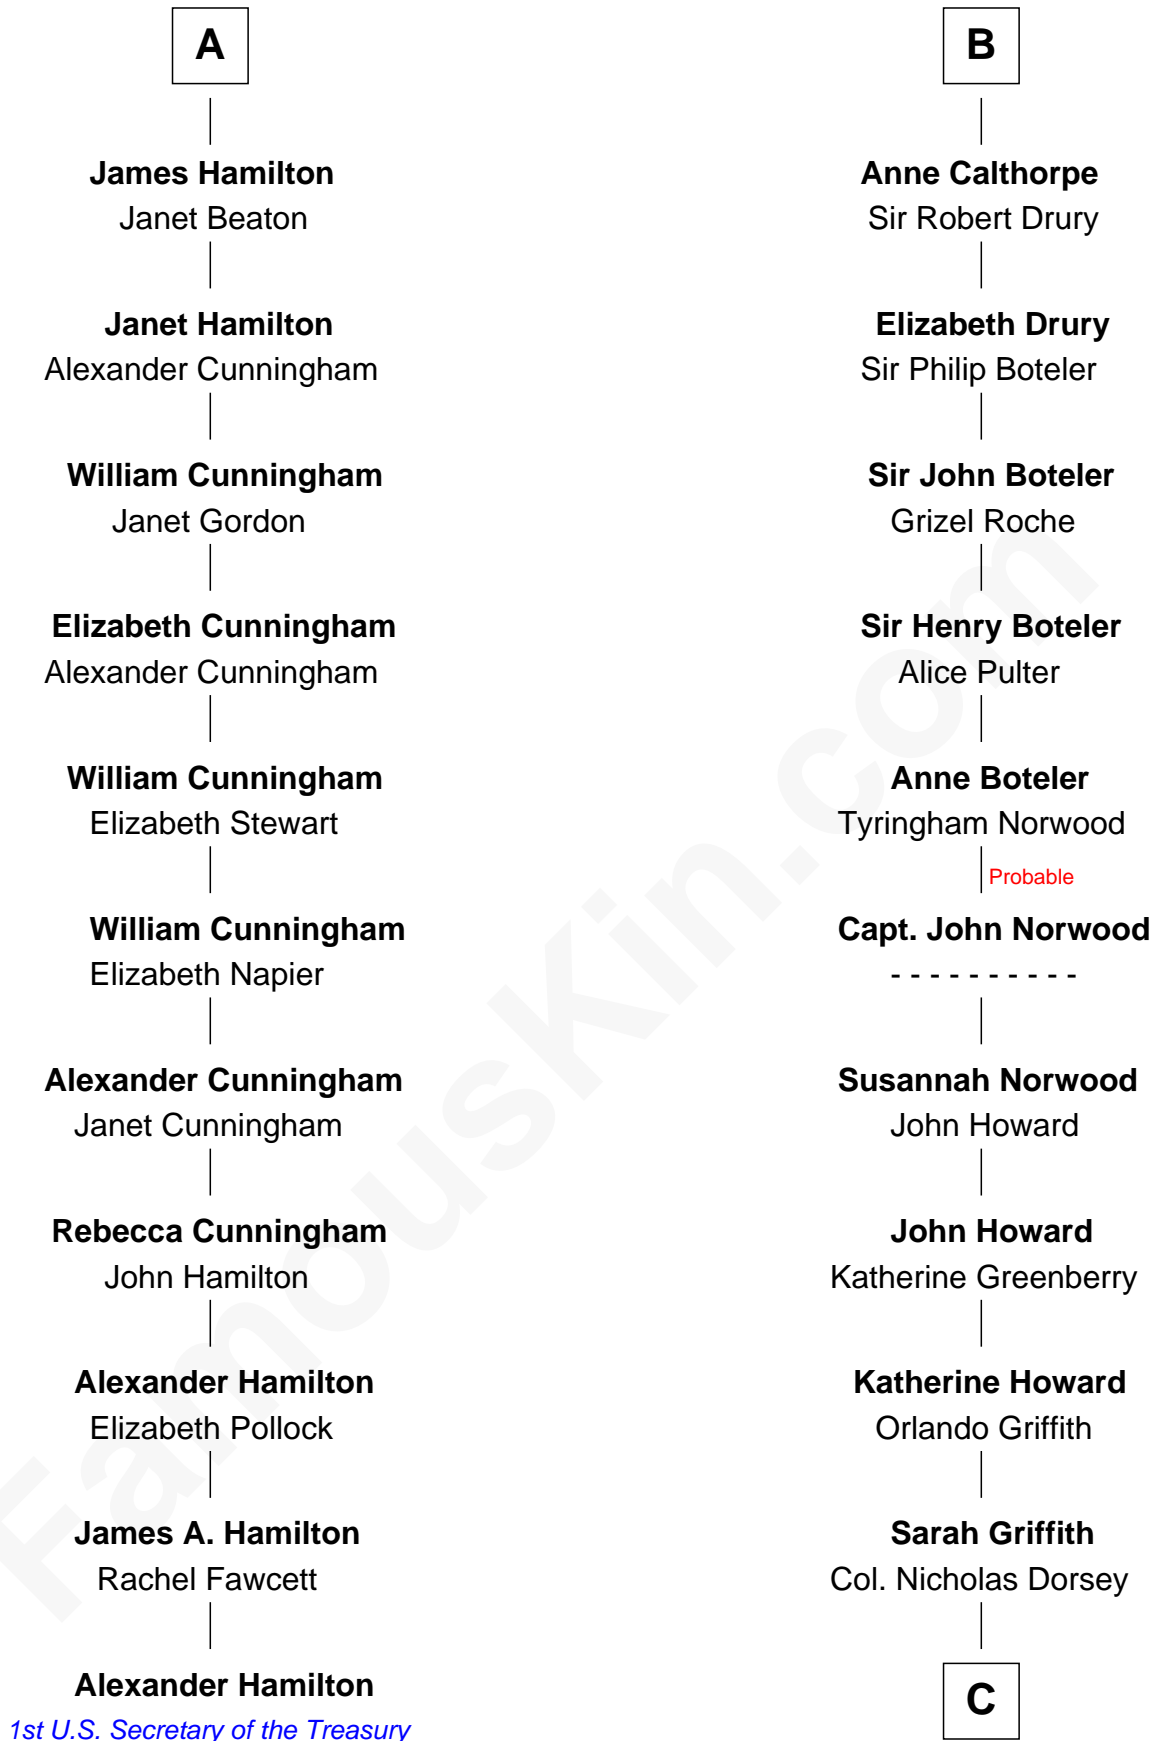 A
James Hamilton
Janet Beaton
Janet Hamilton
Alexander Cunningham
William Cunningham
Janet Gordon
Elizabeth Cunningham
Alexander Cunningham
William Cunningham
Elizabeth Stewart
William Cunningham
Elizabeth Napier
Alexander Cunningham
Janet Cunningham
Rebecca Cunningham
John Hamilton
Alexander Hamilton
Elizabeth Pollock
James A. Hamilton
Rachel Fawcett
Alexander Hamilton
1st U.S. Secretary of the Treasury
B
Anne Calthorpe
Sir Robert Drury
Elizabeth Drury
Sir Philip Boteler
Sir John Boteler
Grizel Roche
Sir Henry Boteler
Alice Pulter
Anne Boteler
Tyringham Norwood
Probable
Capt. John Norwood
- - - - - - - - - -
Susannah Norwood
John Howard
John Howard
Katherine Greenberry
Katherine Howard
Orlando Griffith
Sarah Griffith
Col. Nicholas Dorsey
C
FamousKin.com